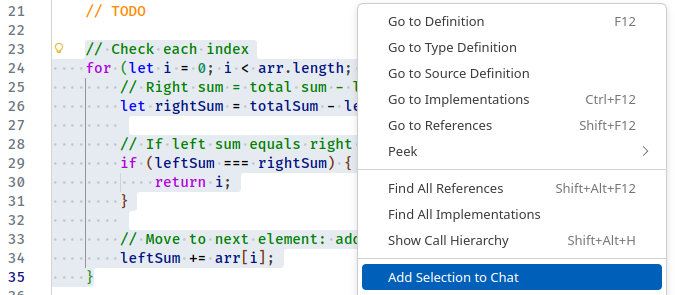 21 // TODO
22
23 // Check each index
24 for (let i = 0; i < arr.length;
25 // Right sum = total sum -
26 let rightSum = totalSum -
27
28 // If left sum equals right
29 if (leftSum === rightSum) {
30 return i;
31 }
32
33 // Move to next element:
34 leftSum += arr[i];
35 }
Go to Definition F12
Go to Type Definition
Go to Source Definition
Go to Implementations Ctrl+F12
Go to References Shift+F12
Peek
Find All References Shift+Alt+F12
Find All Implementations
Show Call Hierarchy Shift+Alt+H
Add Selection to Chat